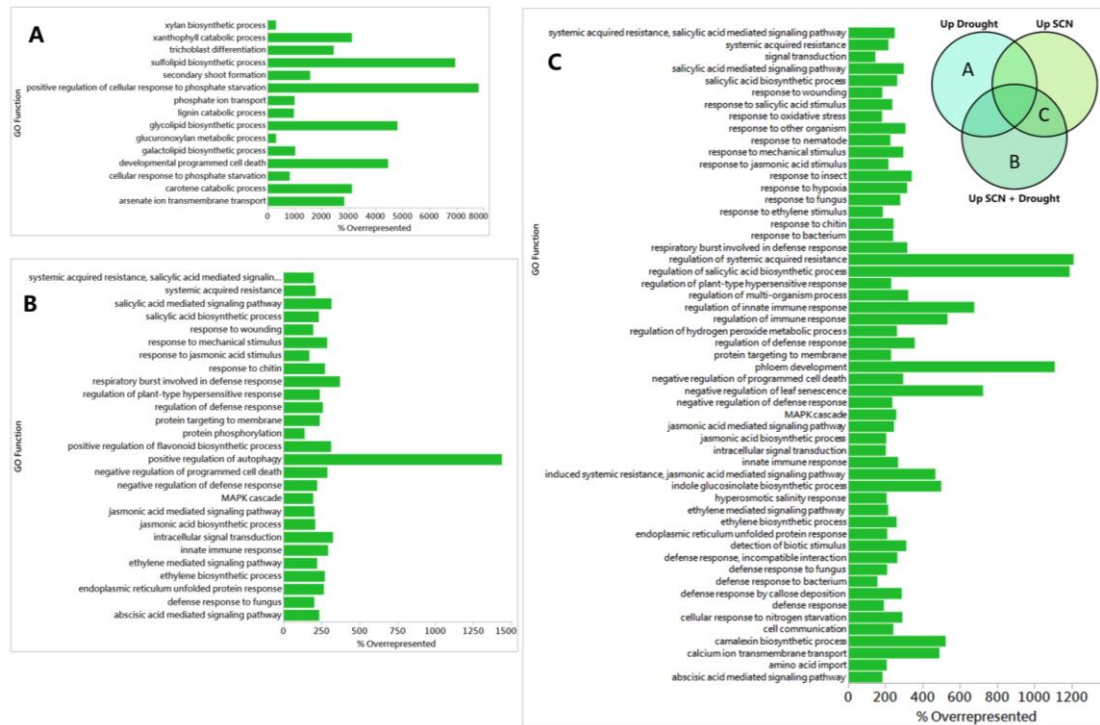 A
GO Function
xylan biosynthetic process
xanthophyll catabolic process
trichoblast differentiation
sulfolipid biosynthetic process
secondary shoot formation
positive regulation of cellular response to phosphate starvation
phosphate ion transport
lignin catabolic process
glycolipid biosynthetic process
glucuronoxylan metabolic process
galactolipid biosynthetic process
developmental programmed cell death
cellular response to phosphate starvation
carotene catabolic process
arsenate ion transmembrane transport
0 1000 2000 3000 4000 5000 6000 7000 8000
% Overrepresented
B
GO Function
systemic acquired resistance, salicylic acid mediated signalin...
systemic acquired resistance
salicylic acid mediated signaling pathway
salicylic acid biosynthetic process
response to wounding
response to mechanical stimulus
response to jasmonic acid stimulus
response to chitin
respiratory burst involved in defense response
regulation of plant-type hypersensitive response
regulation of defense response
protein targeting to membrane
protein phosphorylation
positive regulation of flavonoid biosynthetic process
positive regulation of autophagy
negative regulation of programmed cell death
negative regulation of defense response
MAPK cascade
jasmonic acid mediated signaling pathway
jasmonic acid biosynthetic process
intracellular signal transduction
innate immune response
ethylene mediated signaling pathway
ethylene biosynthetic process
endoplasmic reticulum unfolded protein response
defense response to fungus
abscisic acid mediated signaling pathway
0 250 500 750 1000 1250 1500
% Overrepresented
C
GO Function
systemic acquired resistance, salicylic acid mediated signaling pathway
systemic acquired resistance
signal transduction
salicylic acid mediated signaling pathway
salicylic acid biosynthetic process
response to wounding
response to salicylic acid stimulus
response to oxidative stress
response to other organism
response to nematode
response to mechanical stimulus
response to jasmonic acid stimulus
response to insect
response to hypoxia
response to fungus
response to ethylene stimulus
response to chitin
response to bacterium
respiratory burst involved in defense response
regulation of systemic acquired resistance
regulation of salicylic acid biosynthetic process
regulation of plant-type hypersensitive response
regulation of multi-organism process
regulation of innate immune response
regulation of immune response
regulation of hydrogen peroxide metabolic process
regulation of defense response
protein targeting to membrane
phloem development
negative regulation of programmed cell death
negative regulation of leaf senescence
negative regulation of defense response
MAPK cascade
jasmonic acid mediated signaling pathway
jasmonic acid biosynthetic process
intracellular signal transduction
innate immune response
induced systemic resistance, jasmonic acid mediated signaling pathway
indole glucosinolate biosynthetic process
hyperosmotic salinity response
ethylene mediated signaling pathway
ethylene biosynthetic process
endoplasmic reticulum unfolded protein response
detection of biotic stimulus
defense response, incompatible interaction
defense response to fungus
defense response to bacterium
defense response by callose deposition
defense response
cellular response to nitrogen starvation
cell communication
camalexin biosynthetic process
calcium ion transmembrane transport
amino acid import
abscisic acid mediated signaling pathway
0 200 400 600 800 1000 1200
% Overrepresented
Up Drought Up SCN
A
C
B
Up SCN + Drought